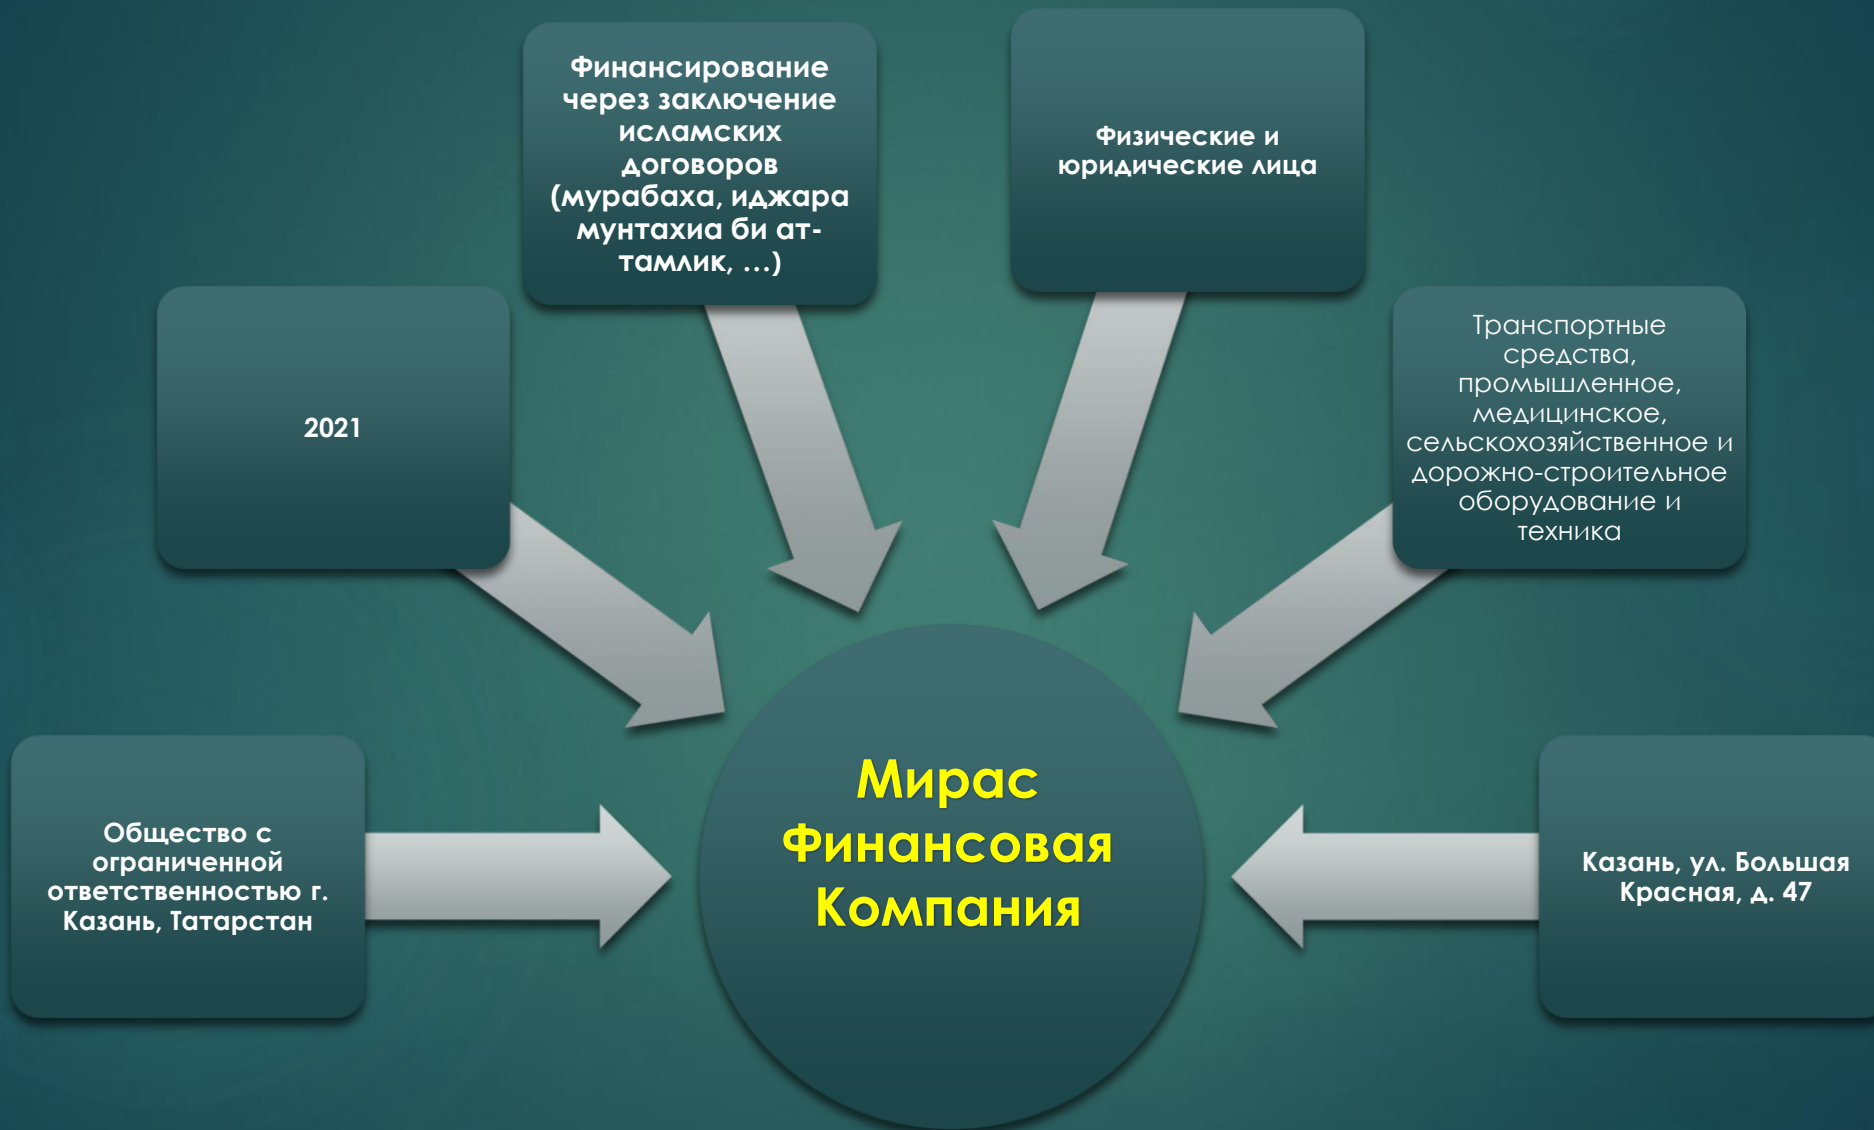 Финансирование
через заключение
исламских
договоров
(мурабаха, иджара
мунтахиа би ат-
тамлик, ...)
Физические и
юридические лица
2021
Транспортные
средства,
промышленное,
медицинское,
сельскохозяйственное и
дорожно-строительное
оборудование и
техника
Общество с
ограниченной
ответственностью г.
Казань, Татарстан
Мирас
Финансовая
Компания
Казань, ул. Большая
Красная, д. 47